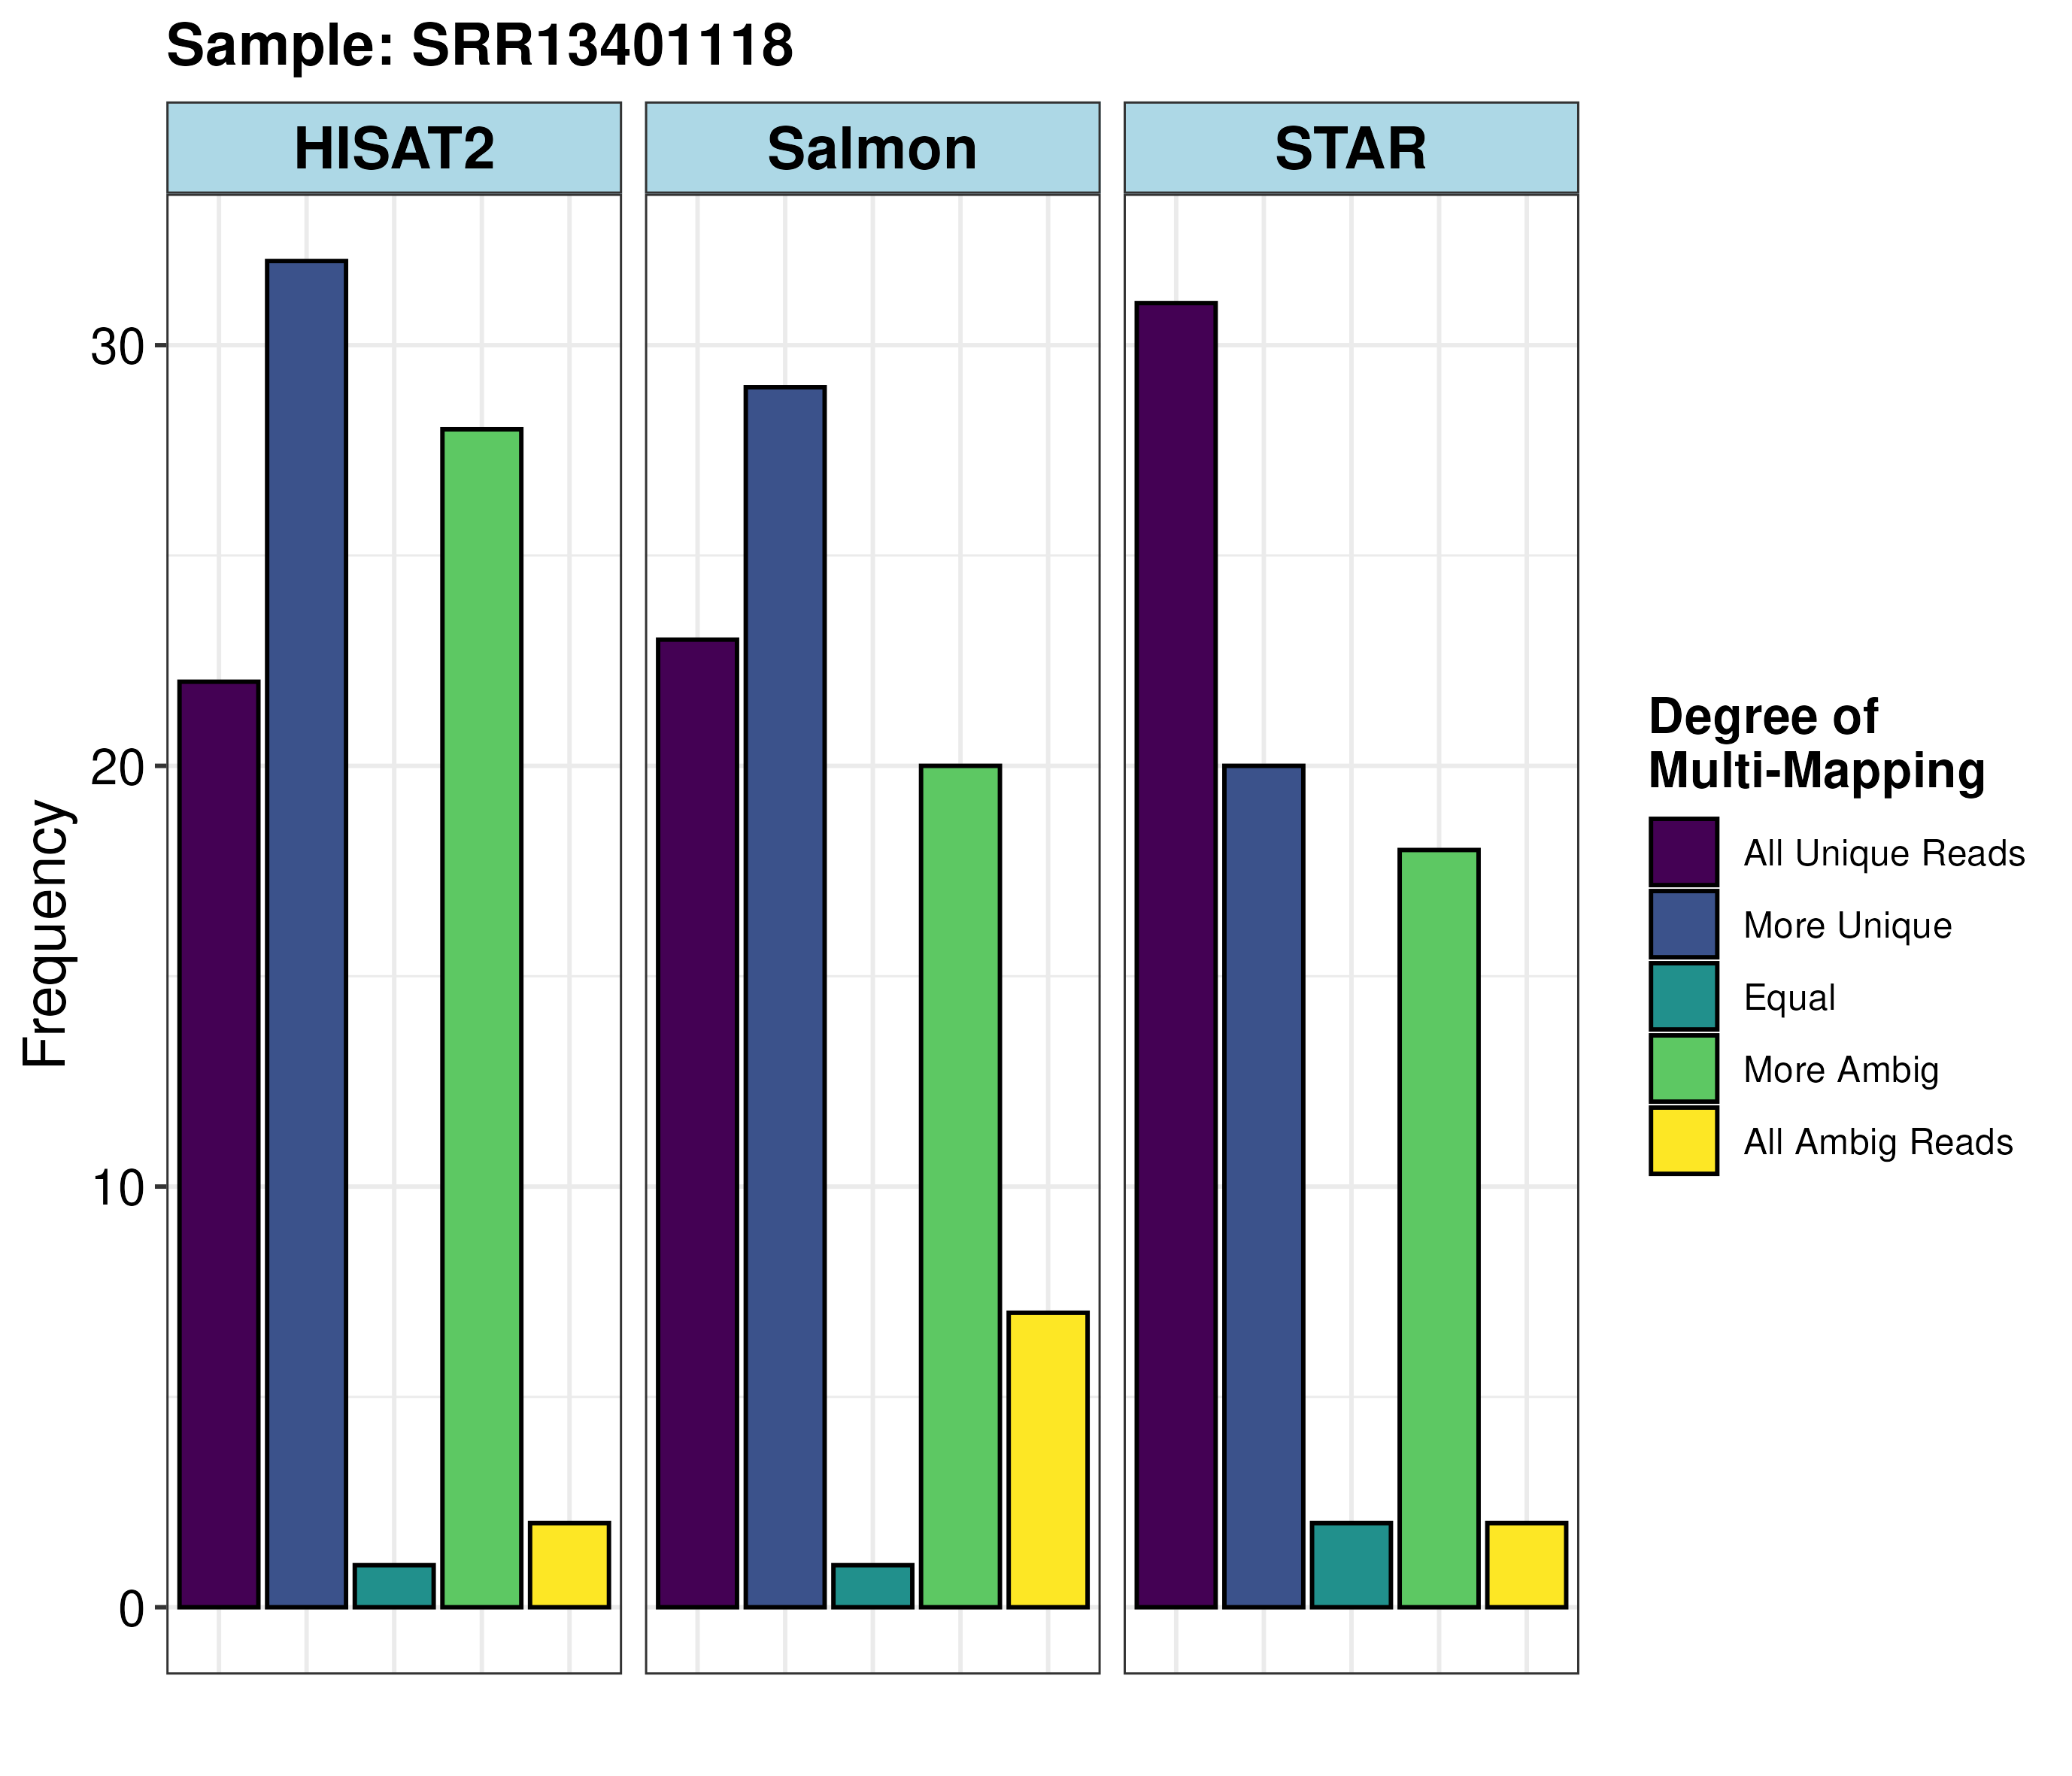 Sample: SRR13401118
HISAT2
Salmon
STAR
30
20
10
0
Frequency
Degree of
Multi-Mapping
All Unique Reads
More Unique
Equal
More Ambig
All Ambig Reads